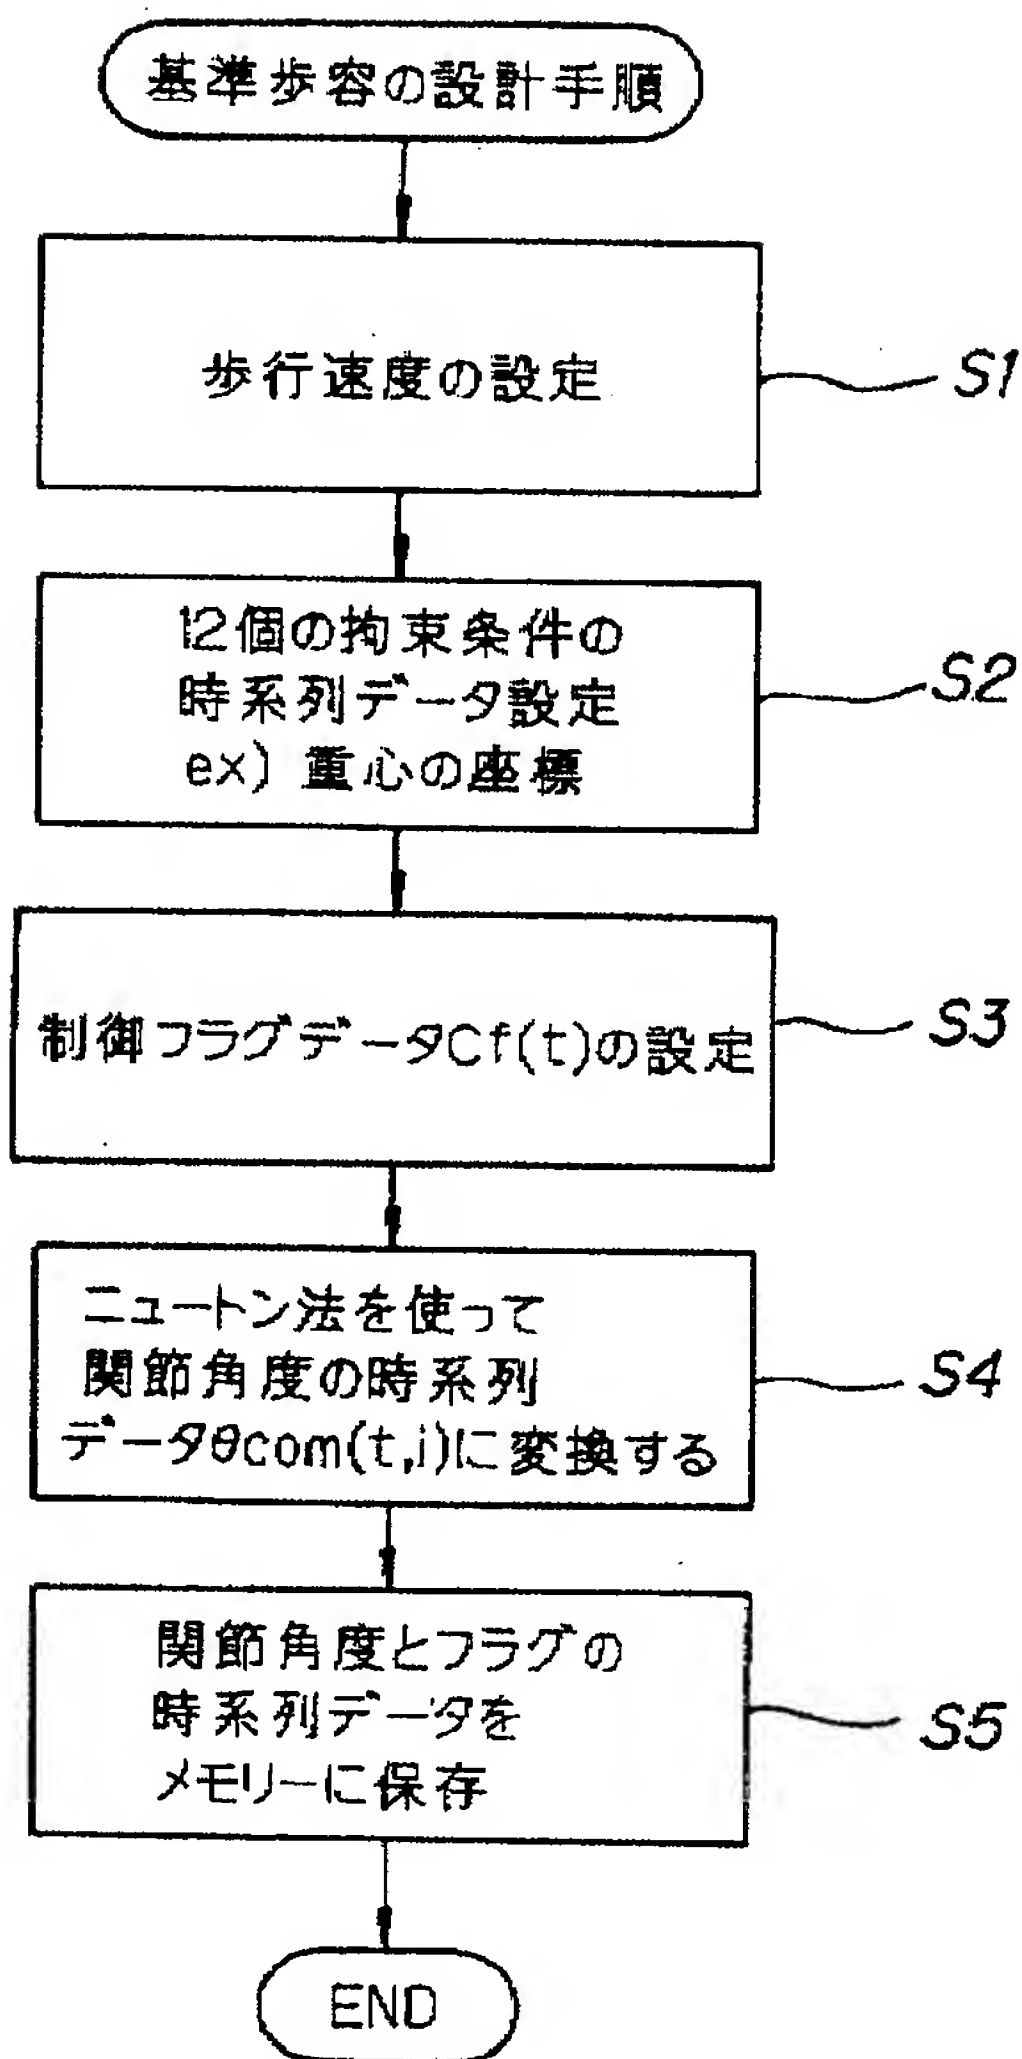 基準歩容の設計手順
歩行速度の設定
S1
12個の拘束条件の
時系列データ設定
ex) 重心の座標
S2
制御フラグデータCf(t)の設定
S3
ニュートン法を使って
関節角度の時系列
データθcom(t,i)に変換する
S4
関節角度とフラグの
時系列データを
メモリーに保存
S5
END